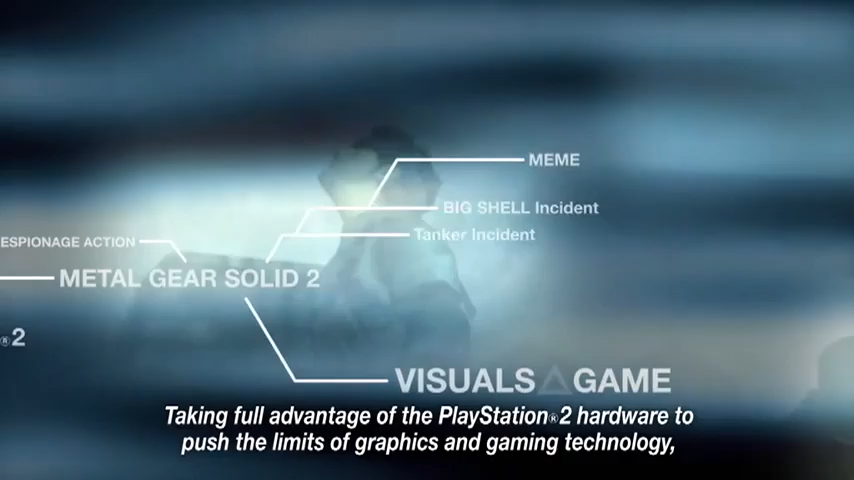 MEME
BIG SHELL Incident
Tanker Incident
ESPIONAGE ACTION
METAL GEAR SOLID 2
®2
VISUALS△GAME
Taking full advantage of the PlayStation®2 hardware to
push the limits of graphics and gaming technology,